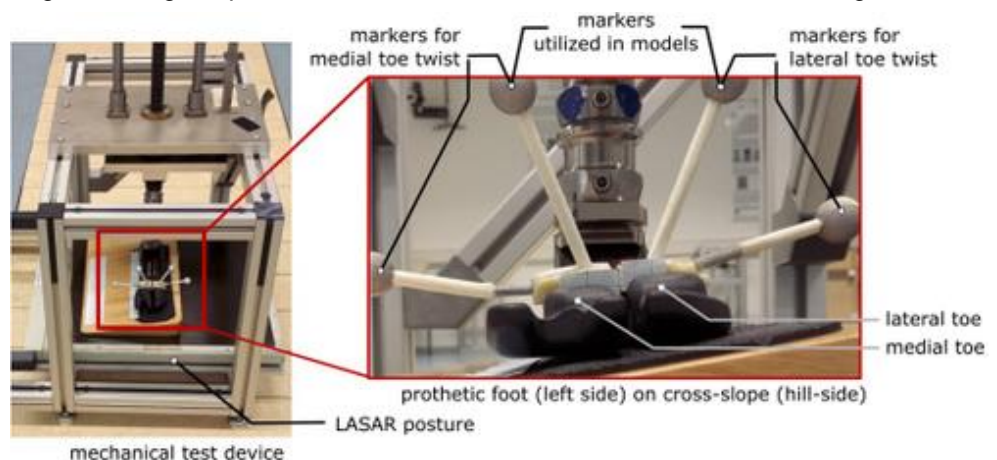 markers for
medial toe twist
markers
utilized in models
markers for
lateral toe twist
lateral toe
medial toe
prothetic foot (left side) on cross-slope (hill-side)
LASAR posture
mechanical test device